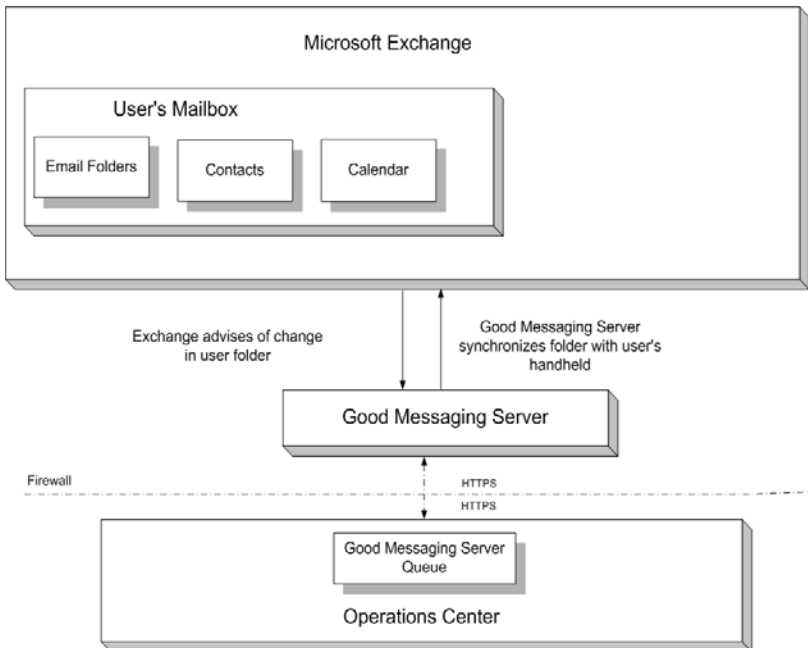 Microsoft Exchange
User's Mailbox
Email Folders
Contacts
Calendar
Exchange advises of change
in user folder
Good Messaging Server
synchronizes folder with user's
handheld
Good Messaging Server
Firewall
HTTPS
HTTPS
Good Messaging Server
Queue
Operations Center